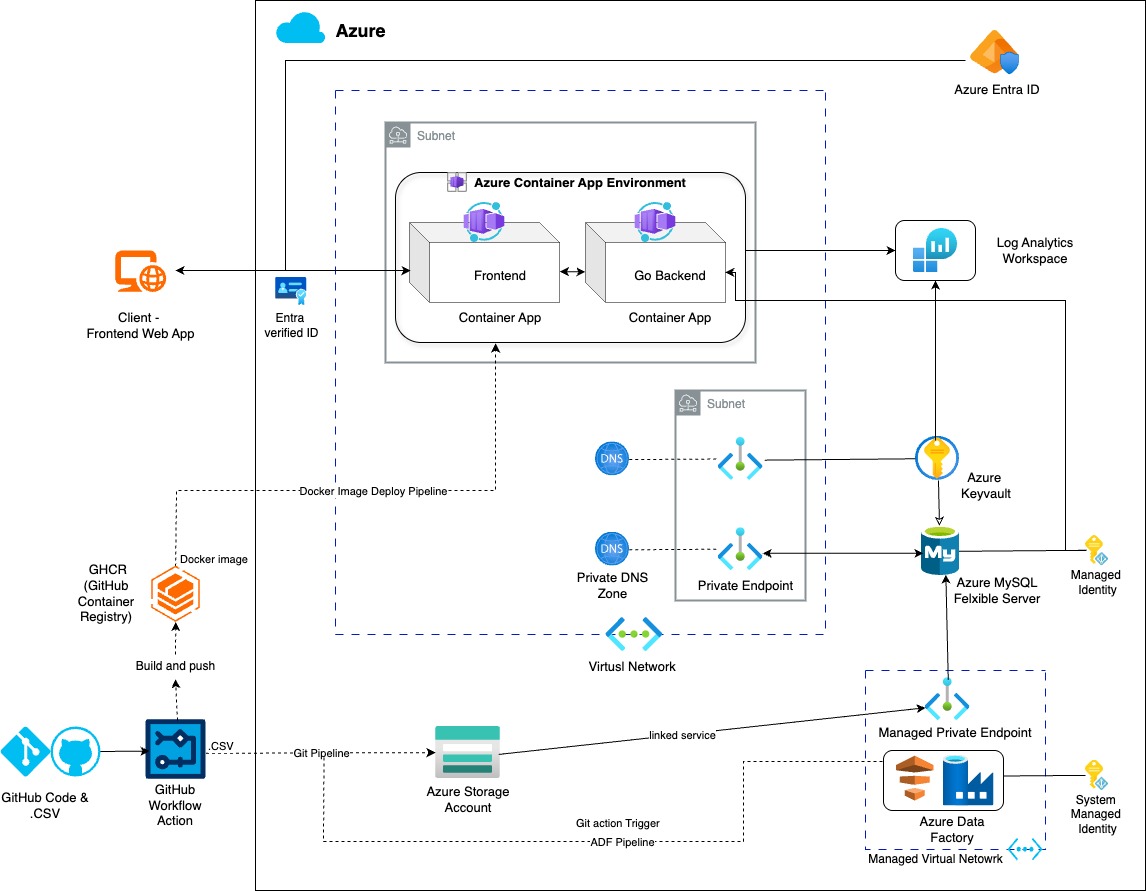 Azure
Azure Entra ID
Subnet
Azure Container App Environment
Frontend
Container App
Go Backend
Container App
Log Analytics
Workspace
Client -
Frontend Web App
Entra
verified ID
Subnet
DNS
Azure
Keyvault
Docker Image Deploy Pipeline
DNS
Private DNS
Zone
Private Endpoint
My
Azure MySQL
Felxible Server
Managed
Identity
Docker image
GHCR
(GitHub
Container
Registry)
Build and push
Virtusl Network
.CSV
Git Pipeline
linked service
Managed Private Endpoint
GitHub Code &
.CSV
GitHub
Workflow
Action
Azure Storage
Account
Git action Trigger
ADF Pipeline
Azure Data
Factory
System
Managed
Identity
Managed Virtual Netowrk